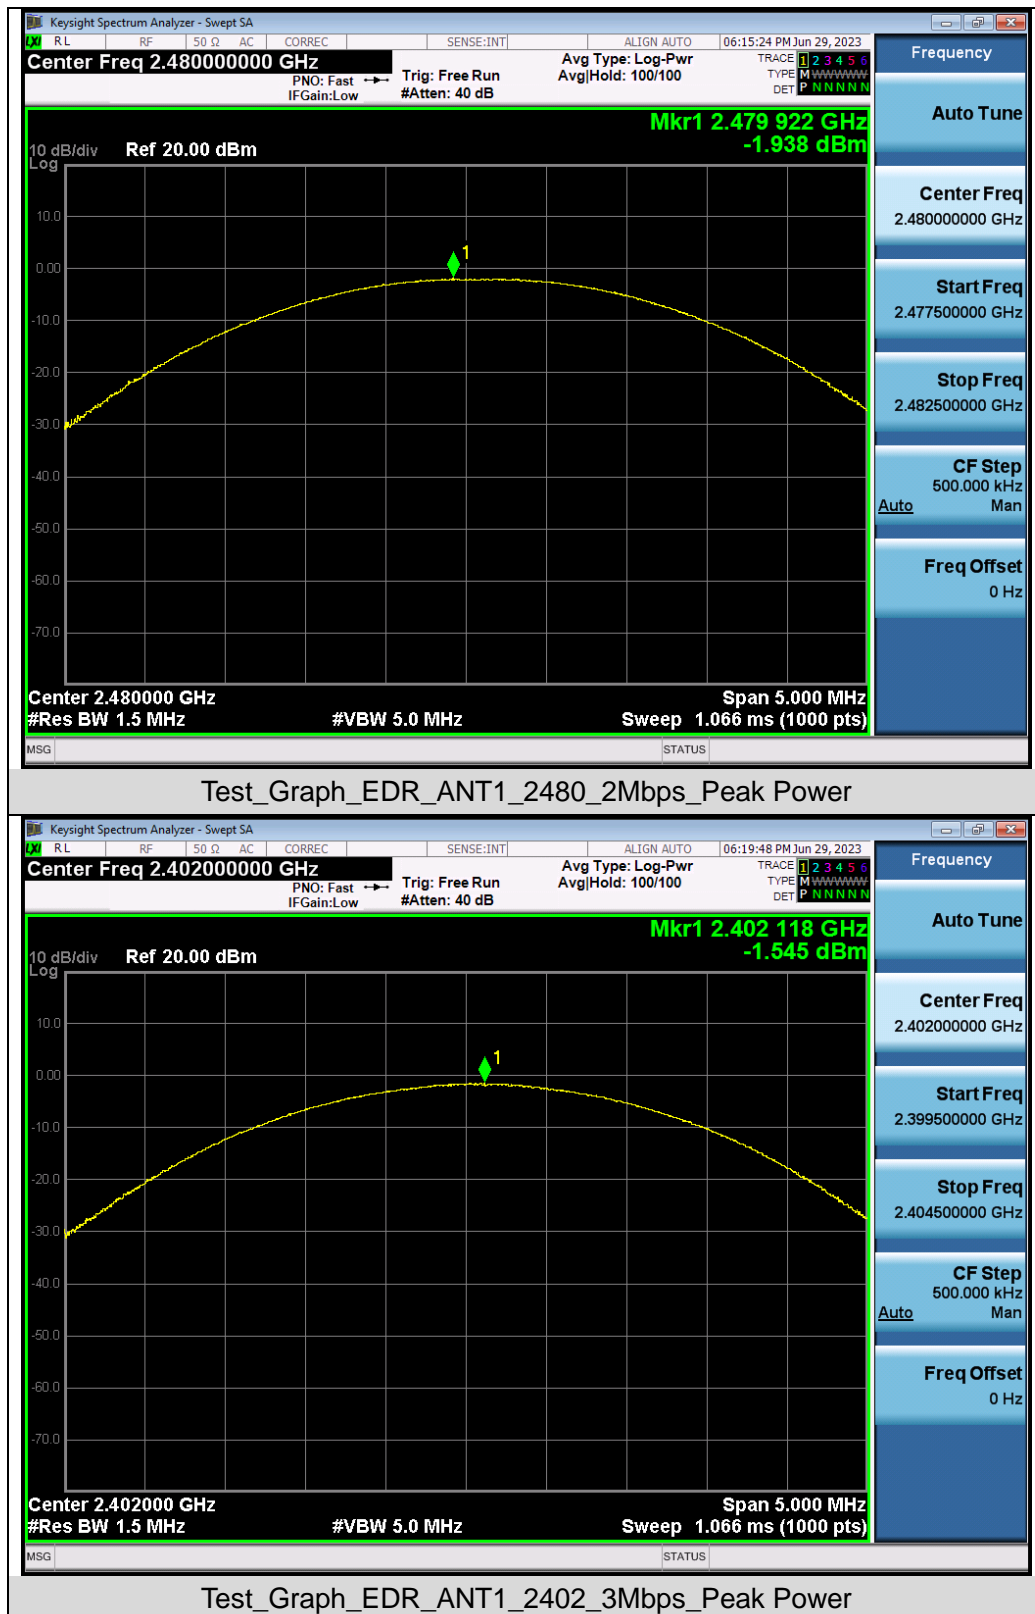 Keysight Spectrum Analyzer - Swept SA
LXI RL RF 50 Ω AC CORREC SENSE:INT ALIGN AUTO 06:15:24 PM Jun 29, 2023
Center Freq 2.480000000 GHz
PNO: Fast
IFGain:Low
Trig: Free Run
#Atten: 40 dB
Avg Type: Log-Pwr
Avg|Hold: 100/100
TRACE 1 2 3 4 5 6
TYPE M WWWWW
DET P N N N N N
Mkr1 2.479 922 GHz
-1.938 dBm
10 dB/div Ref 20.00 dBm
Log
10.0
1
0.00
-10.0
-20.0
-30.0
-40.0
-50.0
-60.0
-70.0
Center 2.480000 GHz Span 5.000 MHz
#Res BW 1.5 MHz #VBW 5.0 MHz Sweep 1.066 ms (1000 pts)
MSG STATUS
Frequency
Auto Tune
Center Freq
2.480000000 GHz
Start Freq
2.477500000 GHz
Stop Freq
2.482500000 GHz
CF Step
500.000 kHz
Auto Man
Freq Offset
0 Hz
Test_Graph_EDR_ANT1_2480_2Mbps_Peak Power
Keysight Spectrum Analyzer - Swept SA
LXI RL RF 50 Ω AC CORREC SENSE:INT ALIGN AUTO 06:19:48 PM Jun 29, 2023
Center Freq 2.402000000 GHz
PNO: Fast
IFGain:Low
Trig: Free Run
#Atten: 40 dB
Avg Type: Log-Pwr
Avg|Hold: 100/100
TRACE 1 2 3 4 5 6
TYPE M WWWWW
DET P N N N N N
Mkr1 2.402 118 GHz
-1.545 dBm
10 dB/div Ref 20.00 dBm
Log
10.0
1
0.00
-10.0
-20.0
-30.0
-40.0
-50.0
-60.0
-70.0
Center 2.402000 GHz Span 5.000 MHz
#Res BW 1.5 MHz #VBW 5.0 MHz Sweep 1.066 ms (1000 pts)
MSG STATUS
Frequency
Auto Tune
Center Freq
2.402000000 GHz
Start Freq
2.399500000 GHz
Stop Freq
2.404500000 GHz
CF Step
500.000 kHz
Auto Man
Freq Offset
0 Hz
Test_Graph_EDR_ANT1_2402_3Mbps_Peak Power